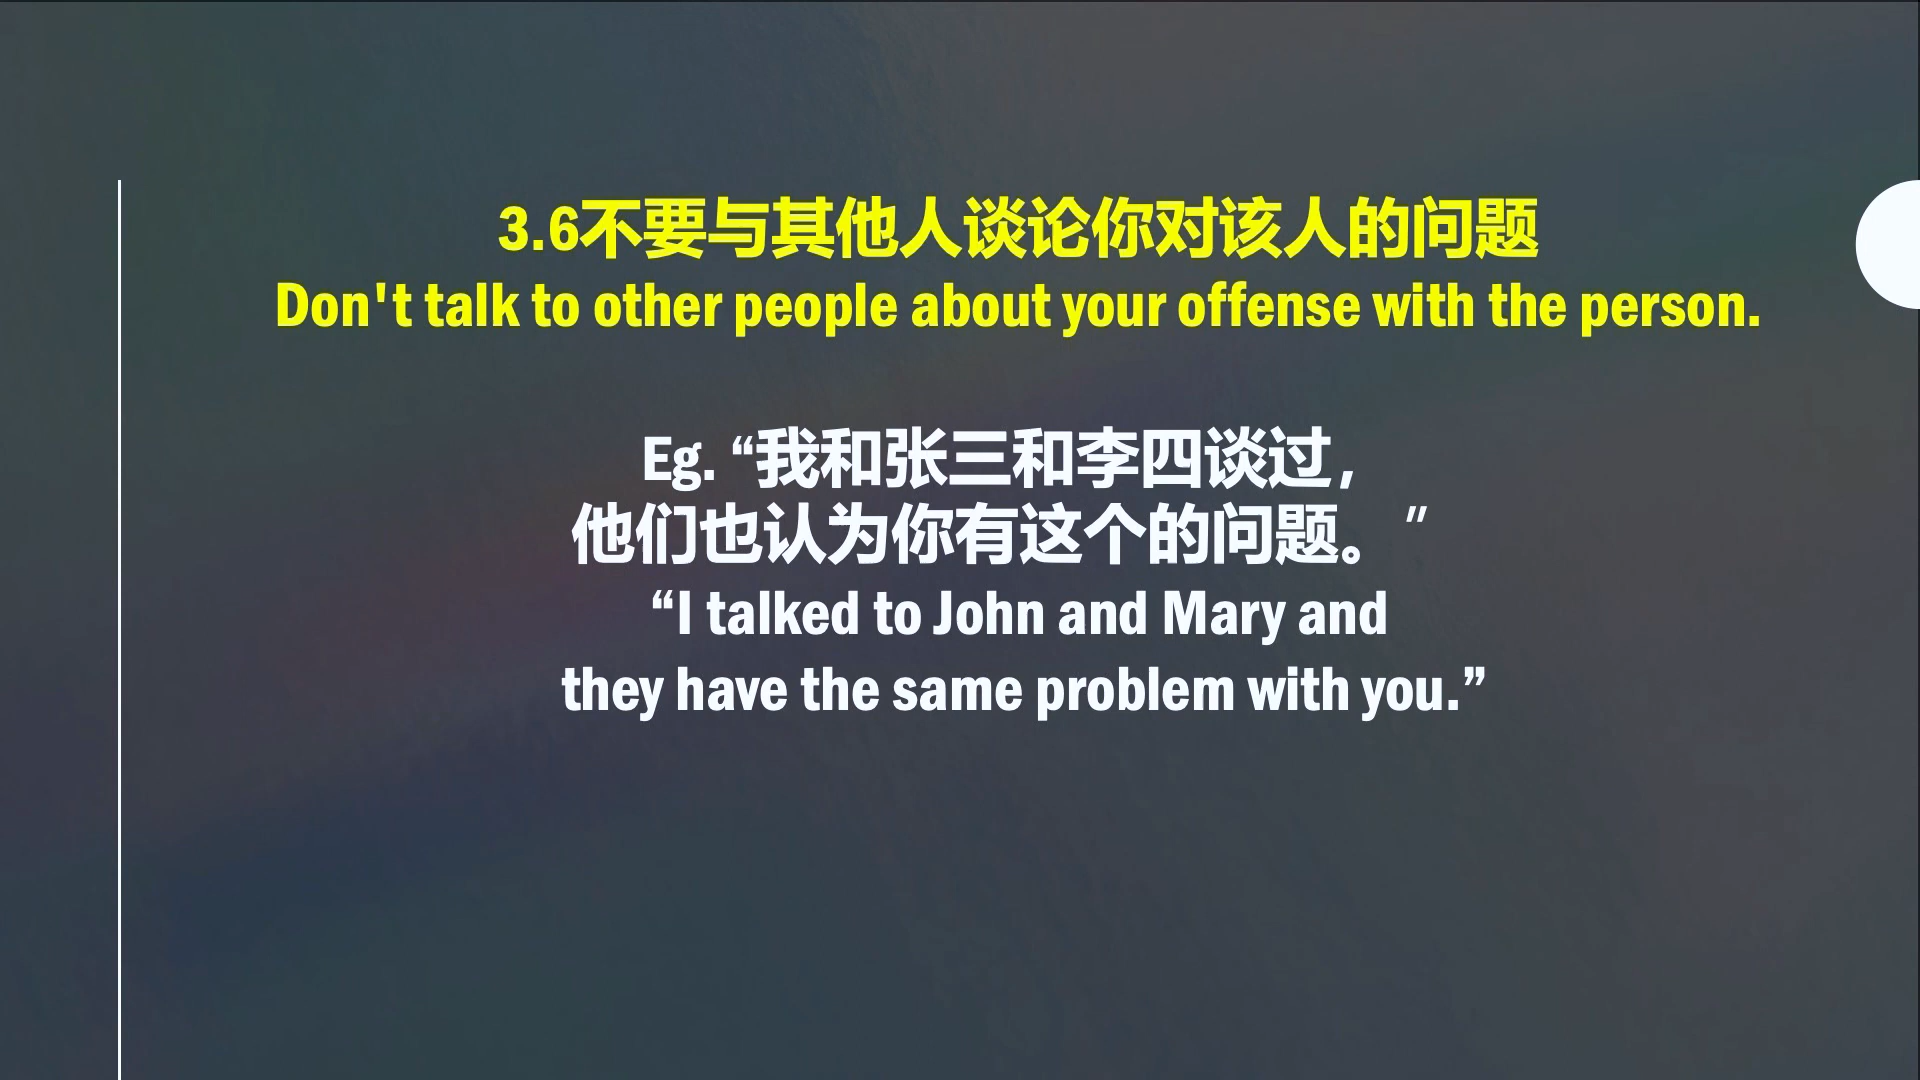 3.6不要与其他人谈论你对该人的问题
Don't talk to other people about your offense with the person.
Eg. “我和张三和李四谈过，
他们也认为你有这个的问题。”
“I talked to John and Mary and
they have the same problem with you.”